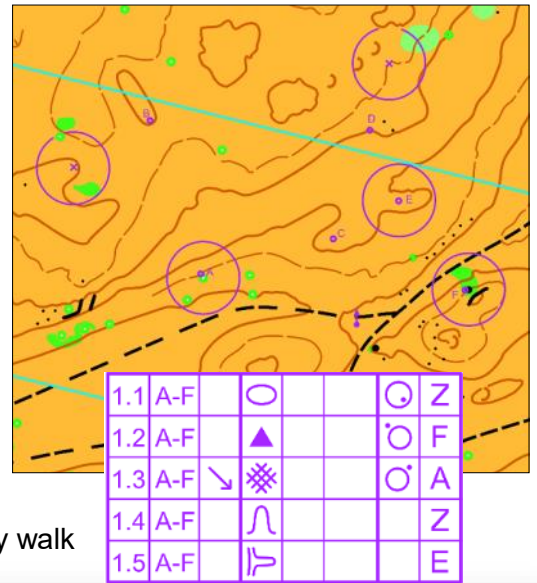 B
D
E
C
A
F
1.1 A-F Z
1.2 A-F F
1.3 A-F A
1.4 A-F Z
y walk
1.5 A-F E